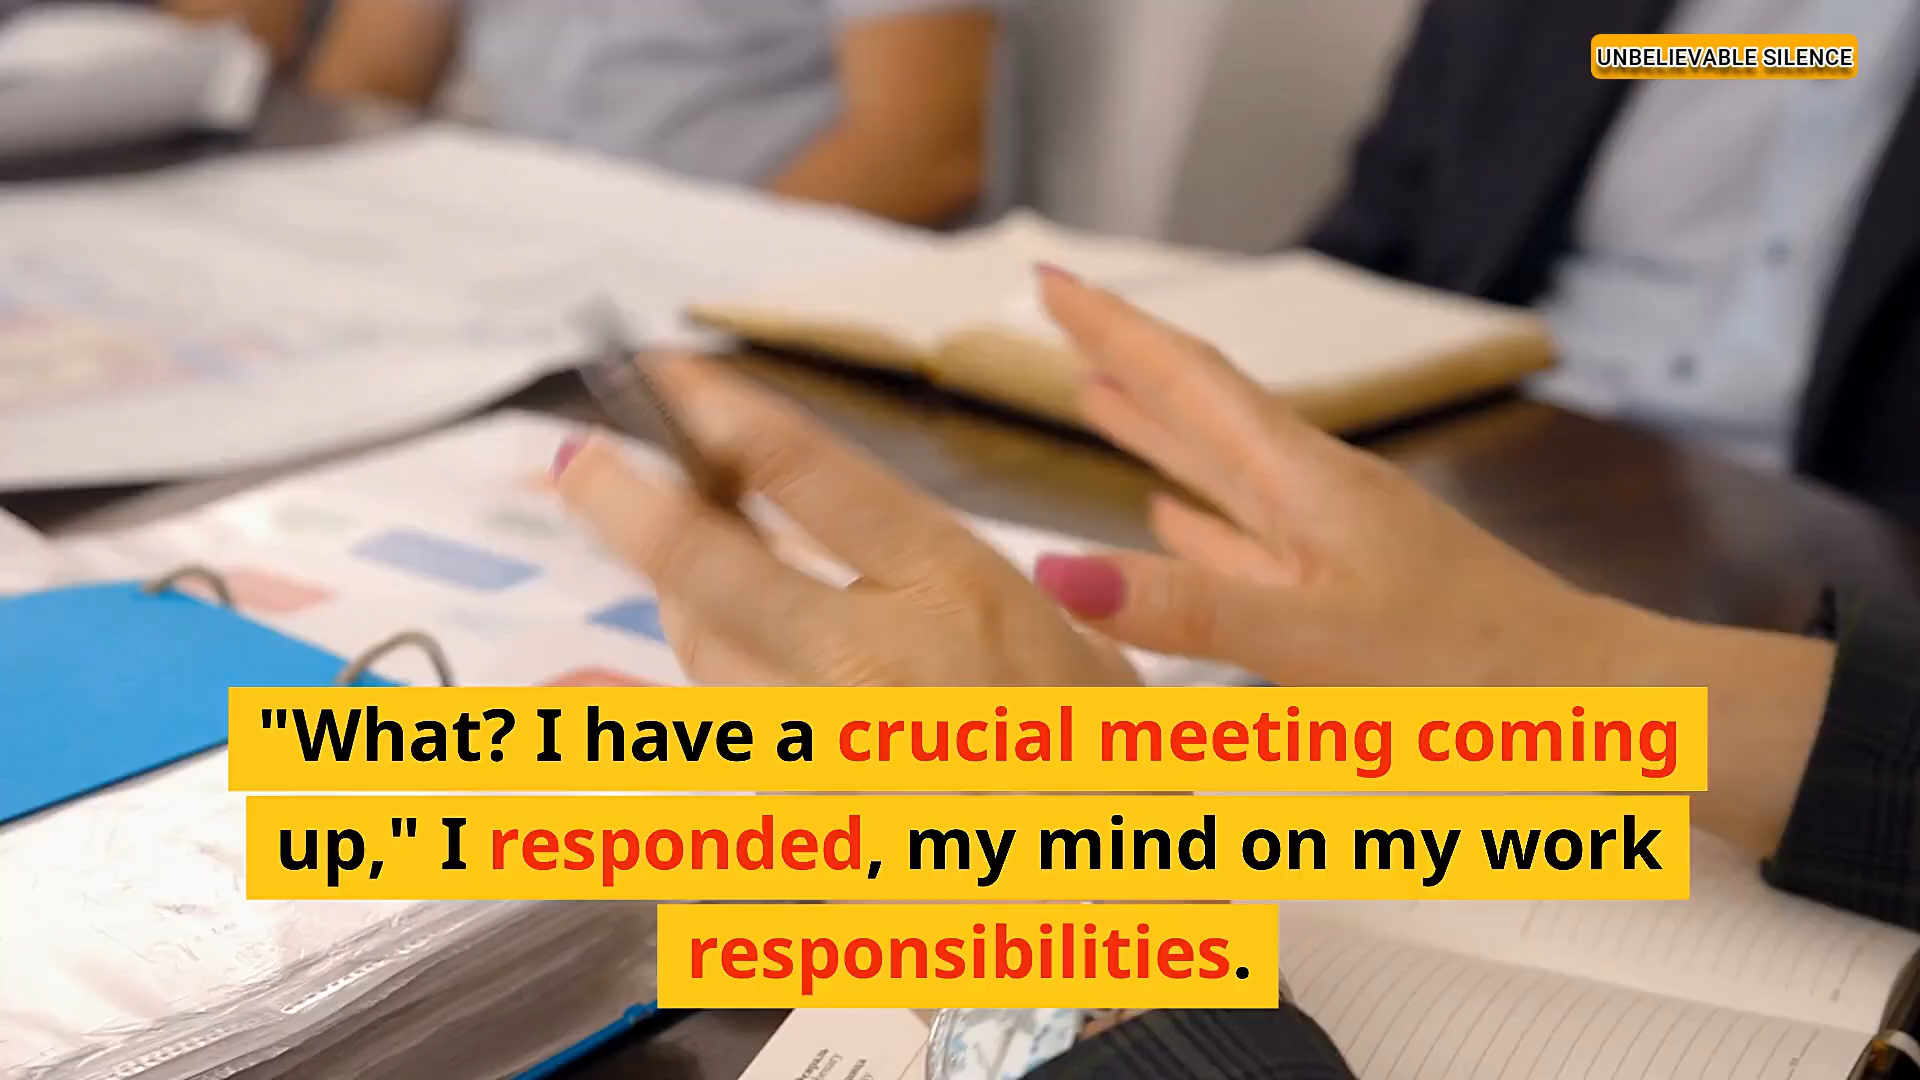 UNBELIEVABLE SILENCE
"What? I have a crucial meeting coming
up," I responded, my mind on my work
responsibilities.